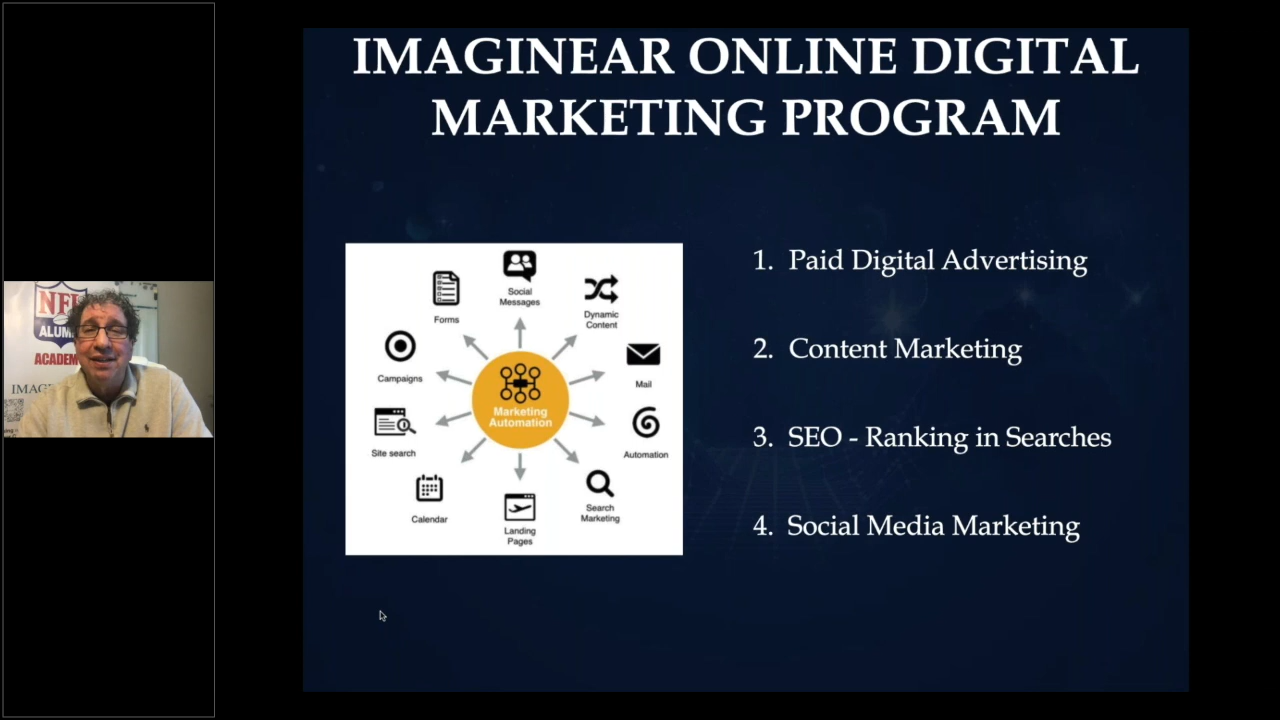 IMAGINEAR ONLINE DIGITAL
MARKETING PROGRAM
NFL
ALUM
ACADEM
IMAG
Social
Messages
Forms
Dynamic
Content
Campaigns
Mail
Marketing
Automation
Site search
Automation
Calendar
Search
Marketing
Landing
Pages
1. Paid Digital Advertising
2. Content Marketing
3. SEO - Ranking in Searches
4. Social Media Marketing